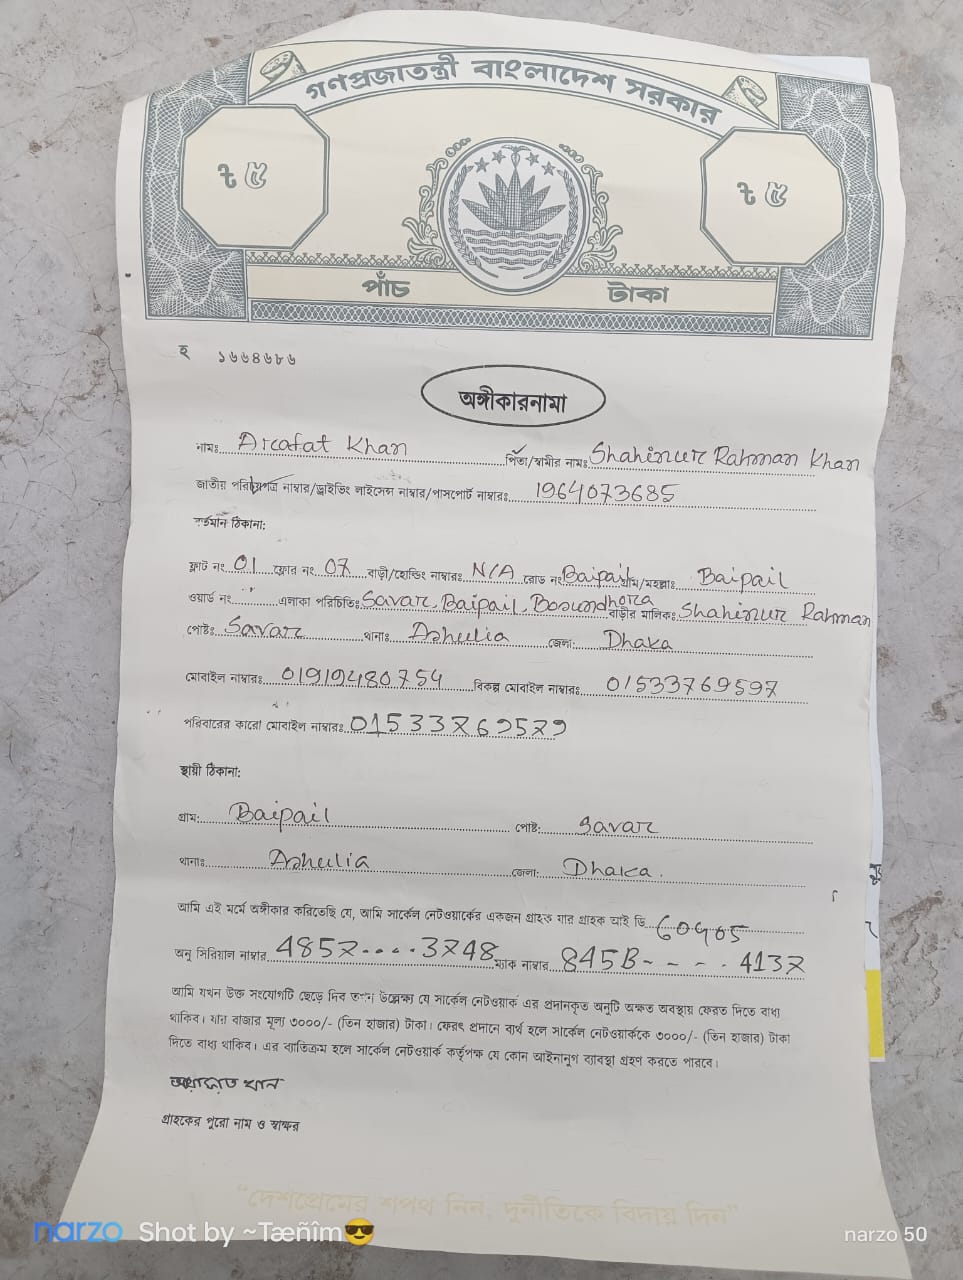 গণপ্রজাতন্ত্রী বাংলাদেশ সরকার
৳ ৫ ৳ ৫
পাঁচ টাকা
হ ১৬৬৪৬৮৬
অঙ্গীকারনামা
নামঃ Arafat Khan পিতা/স্বামীর নামঃ Shahinur Rahman Khan
জাতীয় পরিচয়পত্র নাম্বার/ড্রাইভিং লাইসেন্স নাম্বার/পাসপোর্ট নাম্বারঃ 1964073685
বর্তমান ঠিকানা:
ফ্লাট নং 01 ফ্লোর নং 07 বাড়ী/হোল্ডিং নাম্বারঃ N/A রোড নং Baipail গ্রাম/মহল্লাঃ Baipail
ওয়ার্ড নং এলাকা পরিচিতিঃ Savar, Baipail, Bosundhora বাড়ীর মালিকঃ Shahinur Rahman
পোষ্টঃ Savar থানাঃ Ashulia জেলা: Dhaka
মোবাইল নাম্বারঃ 01919480754 বিকল্প মোবাইল নাম্বারঃ 01533769597
পরিবারের কারো মোবাইল নাম্বারঃ 01533769579
স্থায়ী ঠিকানা:
গ্রাম: Baipail পোষ্ট: Savar
থানাঃ Ashulia জেলা: Dhaka.
আমি এই মর্মে অঙ্গীকার করিতেছি যে, আমি সার্কেল নেটওয়ার্কের একজন গ্রাহক যার গ্রাহক আই ডি
অনু সিরিয়াল নাম্বার 4857....3748 ম্যাক নাম্বার 845B- - - . 4137
আমি যখন উক্ত সংযোগটি ছেড়ে দিব তখন উল্লেখ্য যে সার্কেল নেটওয়ার্ক এর প্রদানকৃত অনুটি অক্ষত অবস্থায় ফেরত দিতে বাধ্য
থাকিব। যার বাজার মূল্য ৩০০০/- (তিন হাজার) টাকা। ফেরৎ প্রদানে ব্যর্থ হলে সার্কেল নেটওয়ার্ককে ৩০০০/- (তিন হাজার) টাকা
দিতে বাধ্য থাকিব। এর ব্যতিক্রম হলে সার্কেল নেটওয়ার্ক কর্তৃপক্ষ যে কোন আইনানুগ ব্যবস্থা গ্রহণ করতে পারবে।
আরাফাত খান
গ্রাহকের পুরো নাম ও স্বাক্ষর
"দেশপ্রেমের শপথ নিন, দুর্নীতিকে বিদায় দিন"
narzo Shot by ~Tæñîm😎 narzo 50